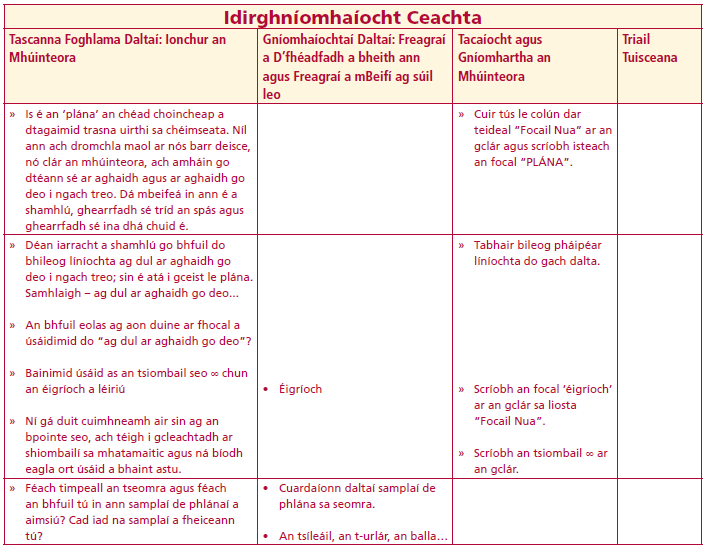 Idirghníomhaíocht Ceachta
Tascanna Foghlama Daltaí: Ionchur an
Mhúinteora
Gníomhaíochtaí Daltaí: Freagraí
a D’fhéadfadh a bheith ann
agus Freagraí a mBeifí ag súil
leo
Tacaíocht agus
Gníomhartha an
Mhúinteora
Triail
Tuisceana
» Is é an ‘plána’ an chéad choincheap a
dtagaimid trasna uirthi sa chéimseata. Níl
ann ach dromchla maol ar nós barr deisce,
nó clár an mhúinteora, ach amháin go
dtéann sé ar aghaidh agus ar aghaidh go
deo i ngach treo. Dá mbeifeá in ann é a
shamhlú, ghearrfadh sé tríd an spás agus
ghearrfadh sé ina dhá chuid é.
» Cuir tús le colún dar
teideal “Focail Nua” ar an
gclár agus scríobh isteach
an focal “PLÁNA”.
» Déan iarracht a shamhlú go bhfuil do
bhileog líníochta ag dul ar aghaidh go
deo i ngach treo; sin é atá i gceist le plána.
Samhlaigh – ag dul ar aghaidh go deo...
» An bhfuil eolas ag aon duine ar fhocal a
úsáidimid do “ag dul ar aghaidh go deo”?
» Bainimid úsáid as an tsiombail seo ∞ chun
an éigríoch a léiriú
» Ní gá duit cuimhneamh air sin ag an
bpointe seo, ach téigh i gcleachtadh ar
shiombailí sa mhatamaitic agus ná bíodh
eagla ort úsáid a bhaint astu.
• Éigríoch
» Tabhair bileog pháipéar
líníochta do gach dalta.
» Scríobh an focal ‘éigríoch’
ar an gclár sa liosta
“Focail Nua”.
» Scríobh an tsiombail ∞ ar
an gclár.
» Féach timpeall an tseomra agus féach
an bhfuil tú in ann samplaí de phlánaí a
aimsiú? Cad iad na samplaí a fheiceann
tú?
• Cuardaíonn daltaí samplaí de
phlána sa seomra.
• An tsíleáil, an t-urlár, an balla…